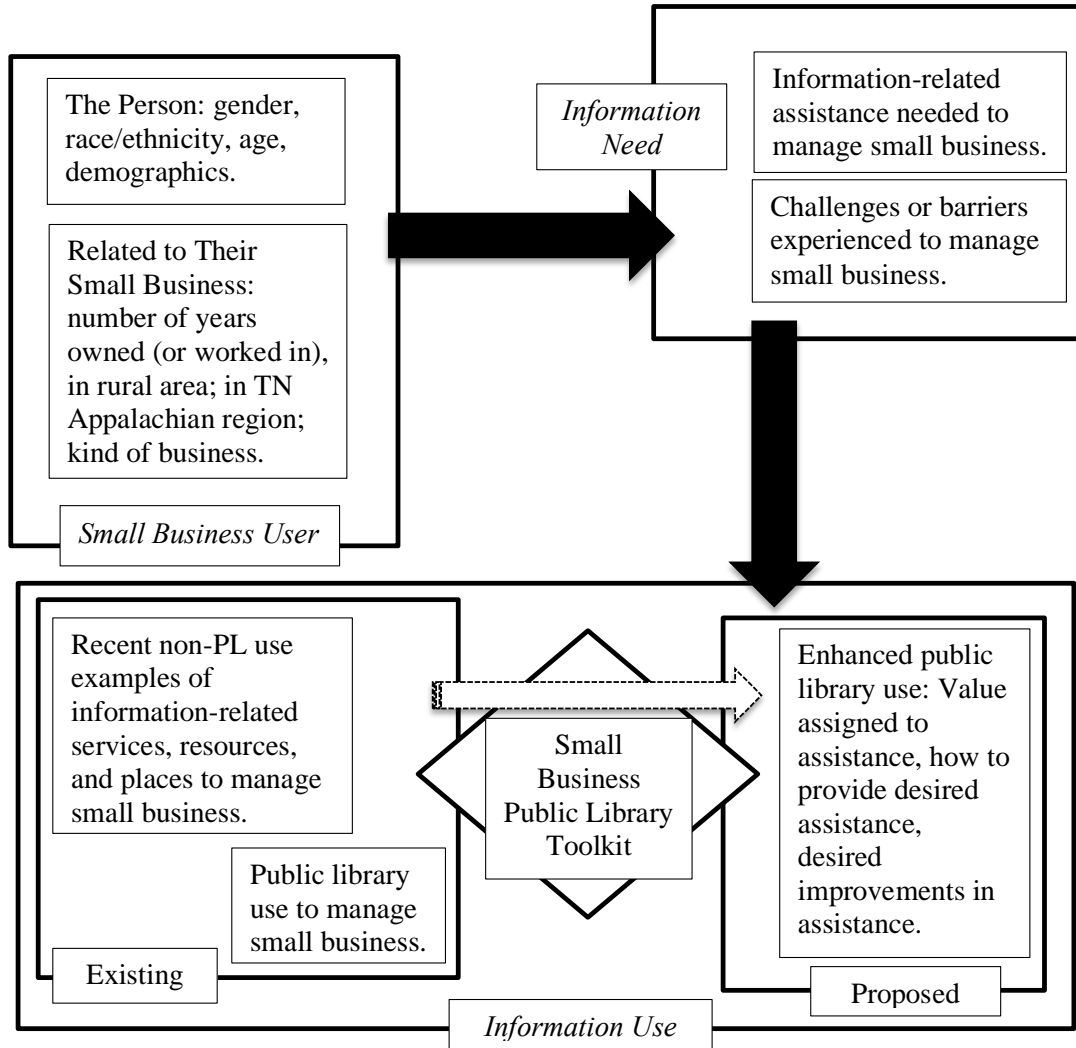 The Person: gender,
race/ethnicity, age,
demographics.
Related to Their
Small Business:
number of years
owned (or worked in),
in rural area; in TN
Appalachian region;
kind of business.
Small Business User
Information
Need
Information-related
assistance needed to
manage small business.
Challenges or barriers
experienced to manage
small business.
Recent non-PL use
examples of
information-related
services, resources,
and places to manage
small business.
Public library
use to manage
small business.
Existing
Small
Business
Public Library
Toolkit
Enhanced public
library use: Value
assigned to
assistance, how to
provide desired
assistance,
desired
improvements in
assistance.
Proposed
Information Use